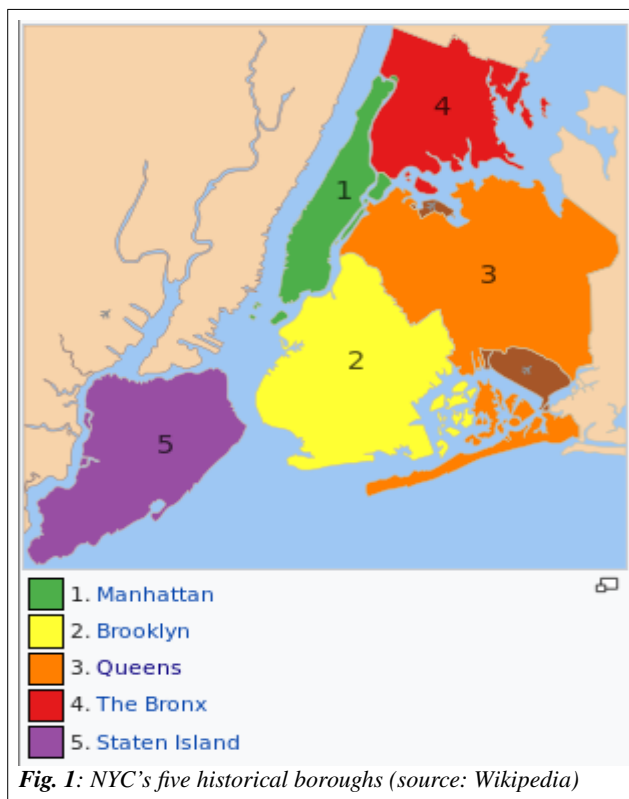 4
1
3
2
5
1. Manhattan
2. Brooklyn
3. Queens
4. The Bronx
5. Staten Island
Fig. 1: NYC's five historical boroughs (source: Wikipedia)